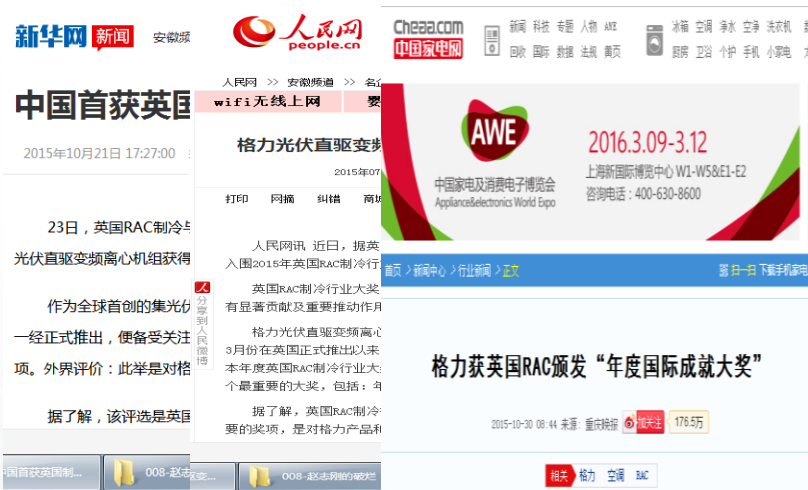 新华网 新闻
安徽频
中国首获英国
2015年10月21日 17:27:00
23日，英国RAC制冷与
光伏直驱变频离心机组获得
作为全球首创的集光伏
一经正式推出，便备受关注
项。外界评价：此举是对格
据了解，该评选是英国
中国首获英国制...
008-赵志
人民网
people.cn
人民网 >> 安徽频道 >> 名企
wifi无线上网
婴
格力光伏直驱变频
2015年07
打印 网摘 纠错 商城
人民网讯 近日，据英
入围2015年英国RAC制冷行
英国RAC制冷行业大奖
有显著贡献及重要推动作用
格力光伏直驱变频离心
3月份在英国正式推出以来
本年度英国RAC制冷行业大
个最重要的大奖，包括：年
据了解，英国RAC制冷
要的奖项，是对格力产品和
人
分享到人民微博
变...
008-赵志刚的破烂
Cheaa.com
中国家电网
新闻 科技 专题 人物 AWE
回收 国际 数据 法规 黄页
冰箱 空调 净水 空净 洗衣机
厨房 卫浴 个护 手机 小家电
AWE
中国家电及消费电子博览会
Appliance&electronics World Expo
2016.3.09-3.12
上海新国际博览中心 W1-W5&E1-E2
咨询电话：400-630-8600
首页 > 新闻中心 > 行业新闻 > 正文
扫一扫 下载手机家电
格力获英国RAC颁发“年度国际成就大奖”
2015-10-30 08:44 来源：重庆晚报
加关注
176.5万
相关 格力 空调 RAC